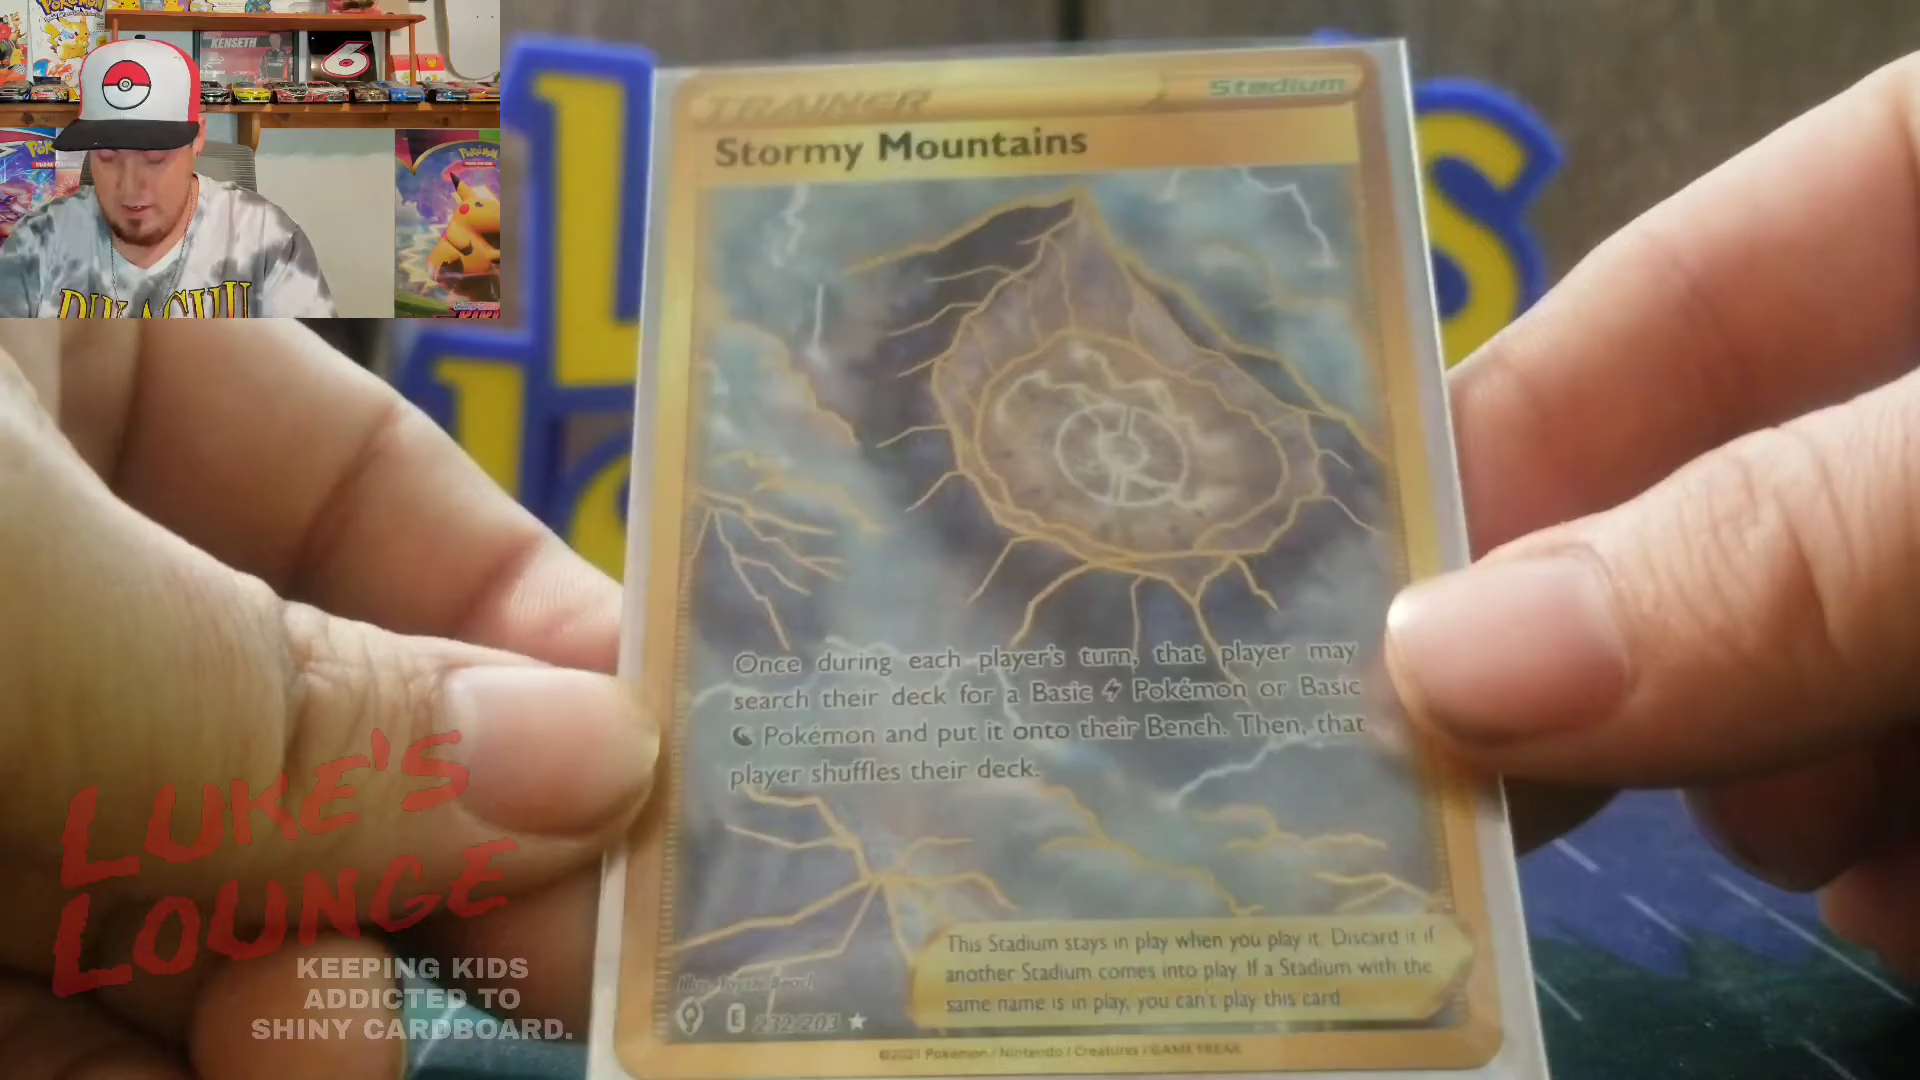 KENSETH
6
TRAINER
Stadium
Stormy Mountains
Once during each player's turn, that player may
search their deck for a Basic Pokémon or Basic
Pokémon and put it onto their Bench. Then, that
player shuffles their deck.
This Stadium stays in play when you play it. Discard it if
another Stadium comes into play. If a Stadium with the
same name is in play, you can't play this card.
E 232/203
©2021 Pokémon / Nintendo / Creatures / GAME FREAK
PIKACHU
LUKE'S
LOUNGE
KEEPING KIDS
ADDICTED TO
SHINY CARDBOARD.